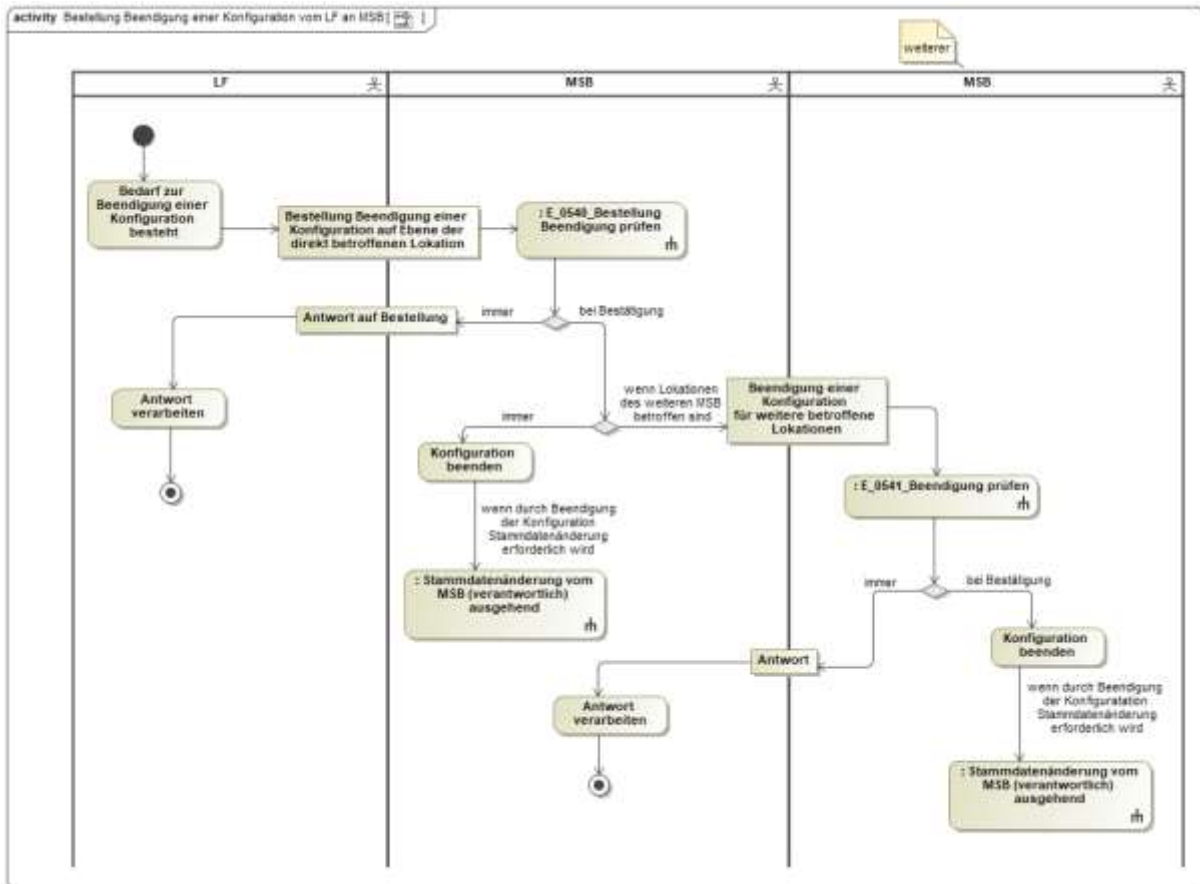 activity Bestellung Beendigung einer Konfiguration vom LF an MSB [ ]
weiterer
LF
MSB
MSB
Bedarf zur
Beendigung einer
Konfiguration
besteht
Bestellung Beendigung einer
Konfiguration auf Ebene der
direkt betroffenen Lokation
: E_0540_Bestellung
Beendigung prüfen
Antwort auf Bestellung
immer
bei Bestätigung
Antwort
verarbeiten
immer
wenn Lokationen
des weiteren MSB
betroffen sind
Beendigung einer
Konfiguration
für weitere betroffene
Lokationen
Konfiguration
beenden
: E_0541_Beendigung prüfen
wenn durch Beendigung
der Konfiguration
Stammdatenänderung
erforderlich wird
: Stammdatenänderung vom
MSB (verantwortlich)
ausgehend
immer
bei Bestätigung
Konfiguration
beenden
Antwort
Antwort
verarbeiten
wenn durch Beendigung
der Konfiguratation
Stammdatenänderung
erforderlich wird
: Stammdatenänderung vom
MSB (verantwortlich)
ausgehend